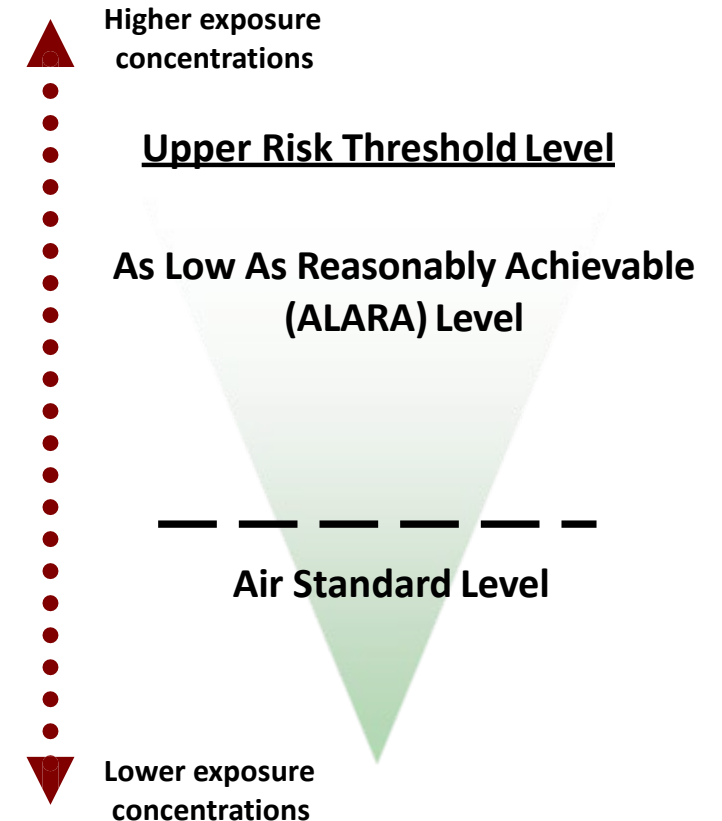 Higher exposure
concentrations
Upper Risk Threshold Level
As Low As Reasonably Achievable
(ALARA) Level
Air Standard Level
Lower exposure
concentrations